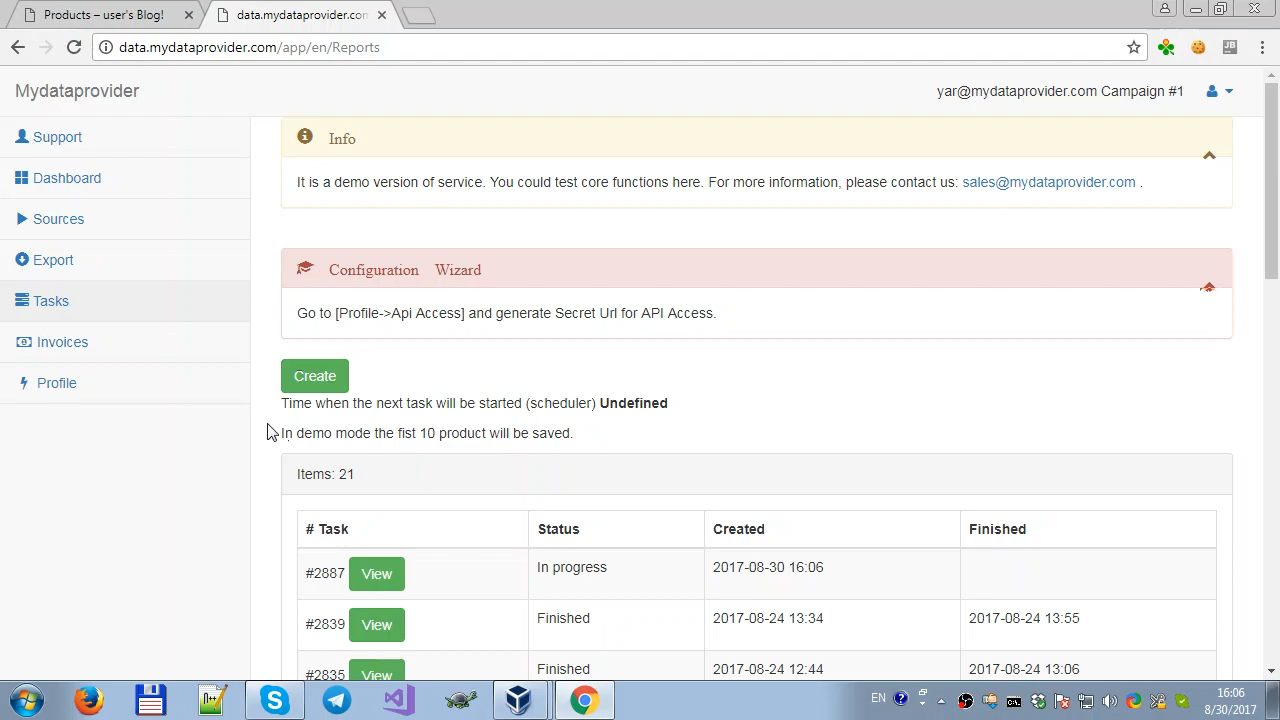 Products – user's Blog!
data.mydataprovider.com
data.mydataprovider.com/app/en/Reports
JB
Mydataprovider
yar@mydataprovider.com Campaign #1
Support
Dashboard
Sources
Export
Tasks
Invoices
Profile
Info
It is a demo version of service. You could test core functions here. For more information, please contact us: sales@mydataprovider.com .
Configuration Wizard
Go to [Profile->Api Access] and generate Secret Url for API Access.
Create
Time when the next task will be started (scheduler) Undefined
In demo mode the fist 10 product will be saved.
Items: 21
# Task Status Created Finished
#2887 View In progress 2017-08-30 16:06
#2839 View Finished 2017-08-24 13:34 2017-08-24 13:55
#2835 View Finished 2017-08-24 12:44 2017-08-24 13:06
EN
16:06
8/30/2017